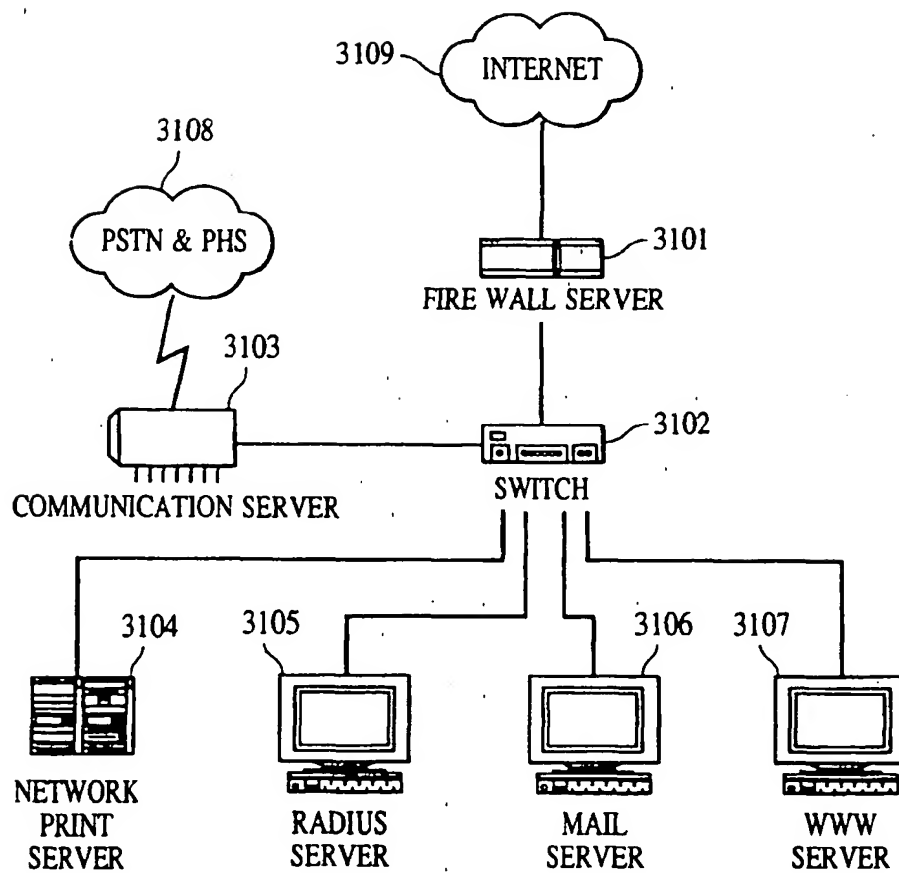 3109
INTERNET
3108
PSTN & PHS
3101
FIRE WALL SERVER
3103
3102
COMMUNICATION SERVER
SWITCH
3104
3105
3106
3107
NETWORK
PRINT
SERVER
RADIUS
SERVER
MAIL
SERVER
WWW
SERVER